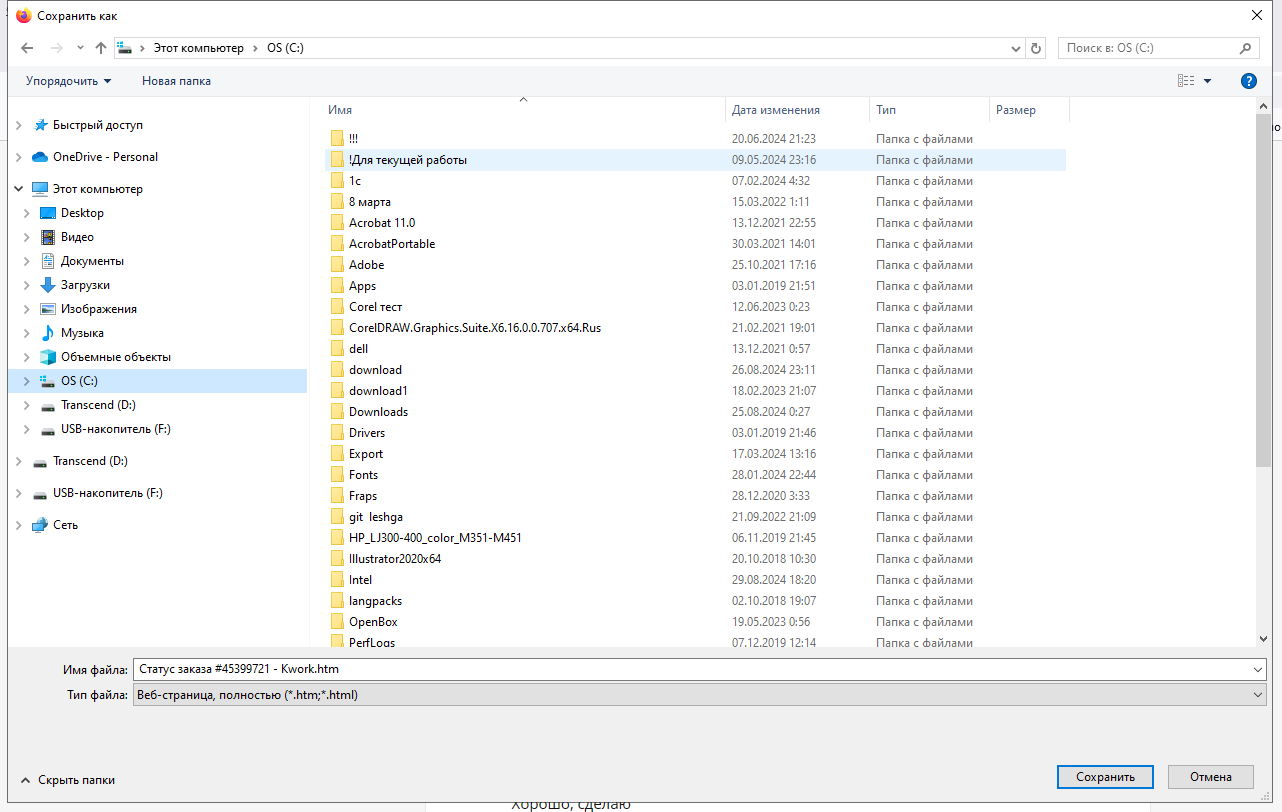 Сохранить как
Этот компьютер › OS (C:)
Поиск в: OS (C:)
Упорядочить
Новая папка
Быстрый доступ
OneDrive - Personal
Этот компьютер
Desktop
Видео
Документы
Загрузки
Изображения
Музыка
Объемные объекты
OS (C:)
Transcend (D:)
USB-накопитель (F:)
Transcend (D:)
USB-накопитель (F:)
Сеть
Имя Дата изменения Тип Размер
!!! 20.06.2024 21:23 Папка с файлами
!Для текущей работы 09.05.2024 23:16 Папка с файлами
1c 07.02.2024 4:32 Папка с файлами
8 марта 15.03.2022 1:11 Папка с файлами
Acrobat 11.0 13.12.2021 22:55 Папка с файлами
AcrobatPortable 30.03.2021 14:01 Папка с файлами
Adobe 25.10.2021 17:16 Папка с файлами
Apps 03.01.2019 21:51 Папка с файлами
Corel тест 12.06.2023 0:23 Папка с файлами
CorelDRAW.Graphics.Suite.X6.16.0.0.707.x64.Rus 21.02.2021 19:01 Папка с файлами
dell 13.12.2021 0:57 Папка с файлами
download 26.08.2024 23:11 Папка с файлами
download1 18.02.2023 21:07 Папка с файлами
Downloads 25.08.2024 0:27 Папка с файлами
Drivers 03.01.2019 21:46 Папка с файлами
Export 17.03.2024 13:16 Папка с файлами
Fonts 28.01.2024 22:44 Папка с файлами
Fraps 28.12.2020 3:33 Папка с файлами
git leshga 21.09.2022 21:09 Папка с файлами
HP_LJ300-400_color_M351-M451 06.11.2019 21:45 Папка с файлами
Illustrator2020x64 20.10.2018 10:30 Папка с файлами
Intel 29.08.2024 18:20 Папка с файлами
langpacks 02.10.2018 19:07 Папка с файлами
OpenBox 19.05.2023 0:56 Папка с файлами
PerfLogs 07.12.2019 12:14 Папка с файлами
Имя файла: Статус заказа #45399721 - Kwork.htm
Тип файла: Веб-страница, полностью (*.htm;*.html)
Скрыть папки
Сохранить
Отмена
Хорошо, сделаю